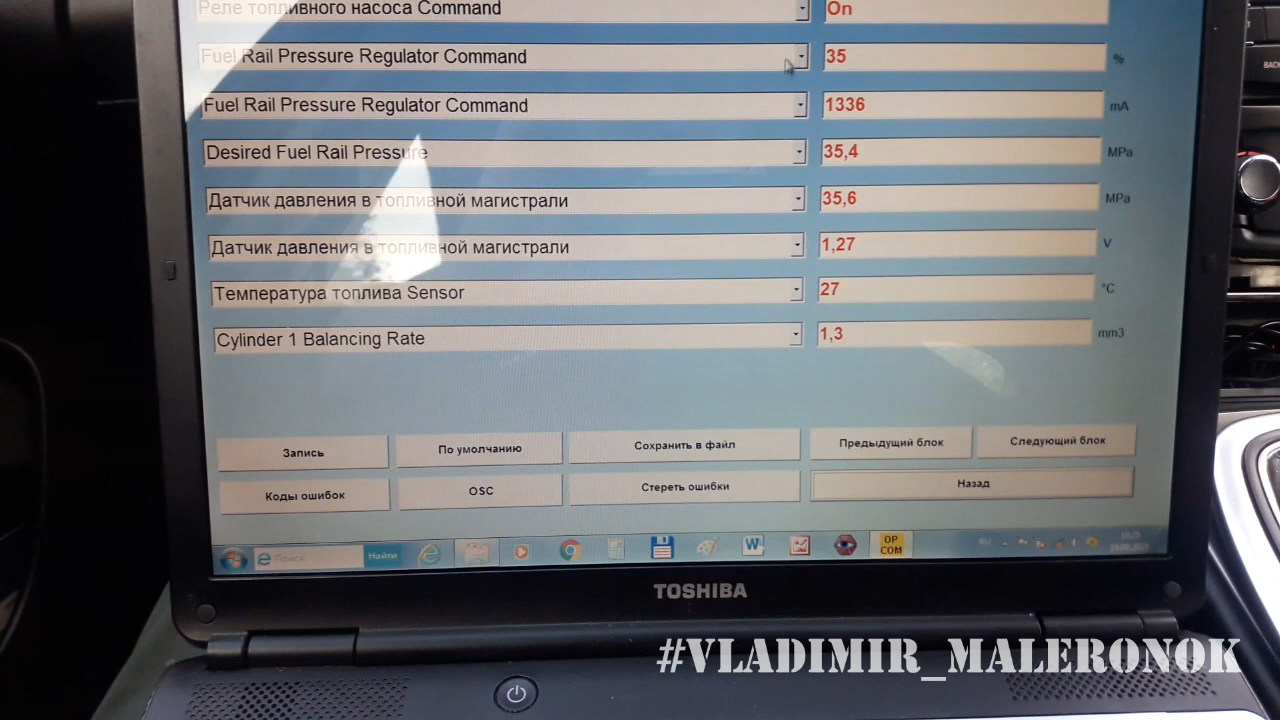 Реле топливного насоса Command On
Fuel Rail Pressure Regulator Command 35 %
Fuel Rail Pressure Regulator Command 1336 mA
Desired Fuel Rail Pressure 35,4 MPa
Датчик давления в топливной магистрали 35,6 MPa
Датчик давления в топливной магистрали 1,27 V
Температура топлива Sensor 27 °C
Cylinder 1 Balancing Rate 1,3 mm3
Запись По умолчанию Сохранить в файл Предыдущий блок Следующий блок
Коды ошибок OSC Стереть ошибки Назад
Поиск Найти OP COM RU
TOSHIBA
#VLADIMIR_MALERONOK
BACK